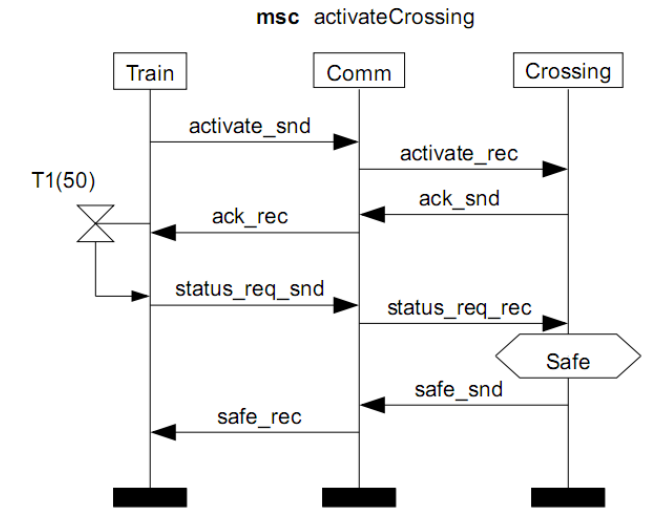 msc activateCrossing
Train
Comm
Crossing
activate_snd
activate_rec
T1(50)
ack_snd
ack_rec
status_req_snd
status_req_rec
Safe
safe_snd
safe_rec